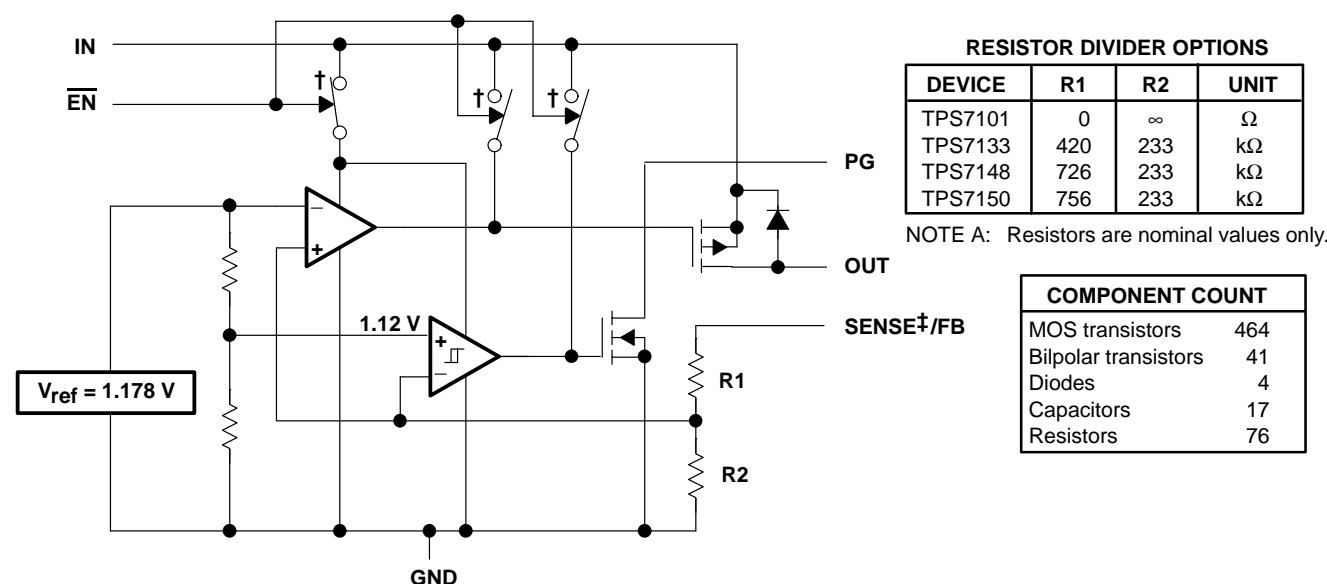 IN
EN
†
†
†
PG
OUT
SENSE‡/FB
1.12 V
−
+
+
−
Vref = 1.178 V
R1
R2
GND
RESISTOR DIVIDER OPTIONS
DEVICE R1 R2 UNIT
TPS7101 0 ∞ Ω
TPS7133 420 233 kΩ
TPS7148 726 233 kΩ
TPS7150 756 233 kΩ
NOTE A: Resistors are nominal values only.
COMPONENT COUNT
MOS transistors 464
Bilpolar transistors 41
Diodes 4
Capacitors 17
Resistors 76